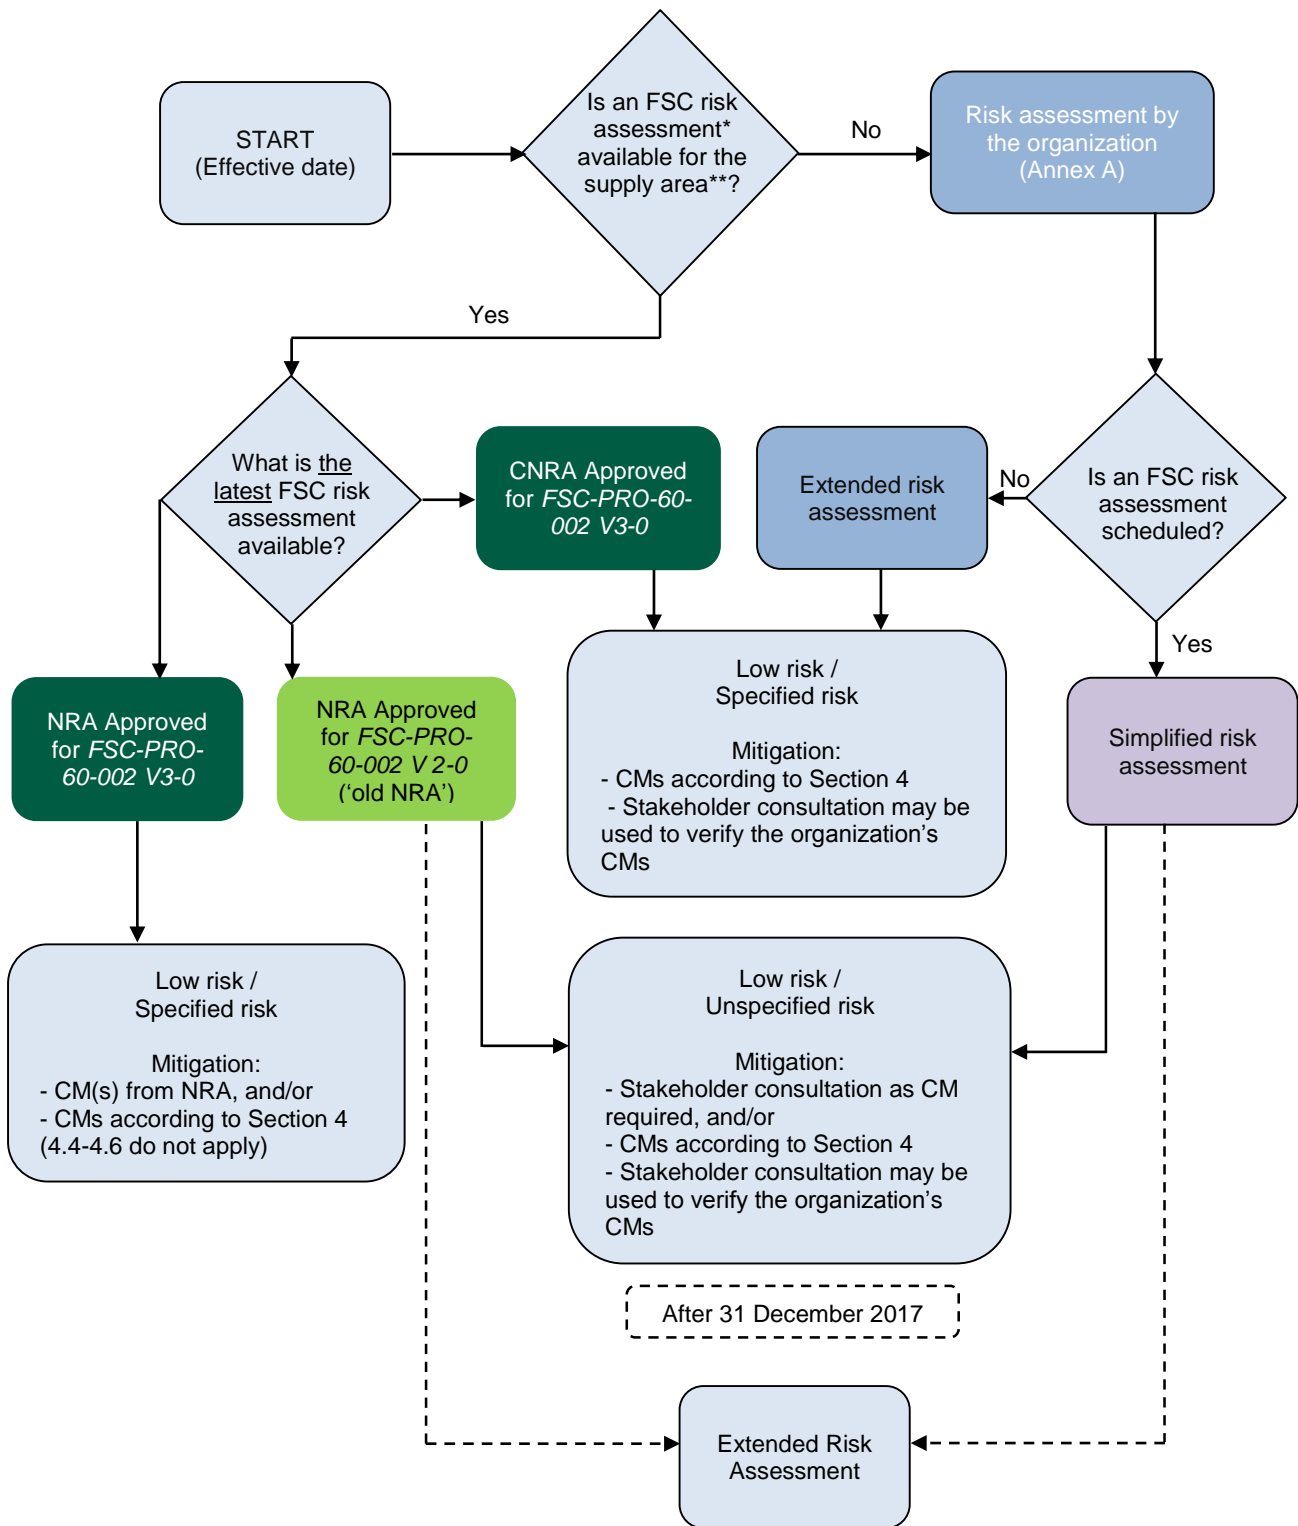 START
(Effective date)
Is an FSC risk
assessment*
available for the
supply area**?
No
Risk assessment by
the organization
(Annex A)
Yes
What is the
latest FSC risk
assessment
available?
CNRA Approved
for FSC-PRO-60-
002 V3-0
Extended risk
assessment
No
Is an FSC risk
assessment
scheduled?
Yes
NRA Approved
for FSC-PRO-
60-002 V3-0
NRA Approved
for FSC-PRO-
60-002 V 2-0
('old NRA')
Low risk /
Specified risk
Mitigation:
- CMs according to Section 4
- Stakeholder consultation may be
used to verify the organization's
CMs
Simplified risk
assessment
Low risk /
Specified risk
Mitigation:
- CM(s) from NRA, and/or
- CMs according to Section 4
(4.4-4.6 do not apply)
Low risk /
Unspecified risk
Mitigation:
- Stakeholder consultation as CM
required, and/or
- CMs according to Section 4
- Stakeholder consultation may be
used to verify the organization's
CMs
After 31 December 2017
Extended Risk
Assessment